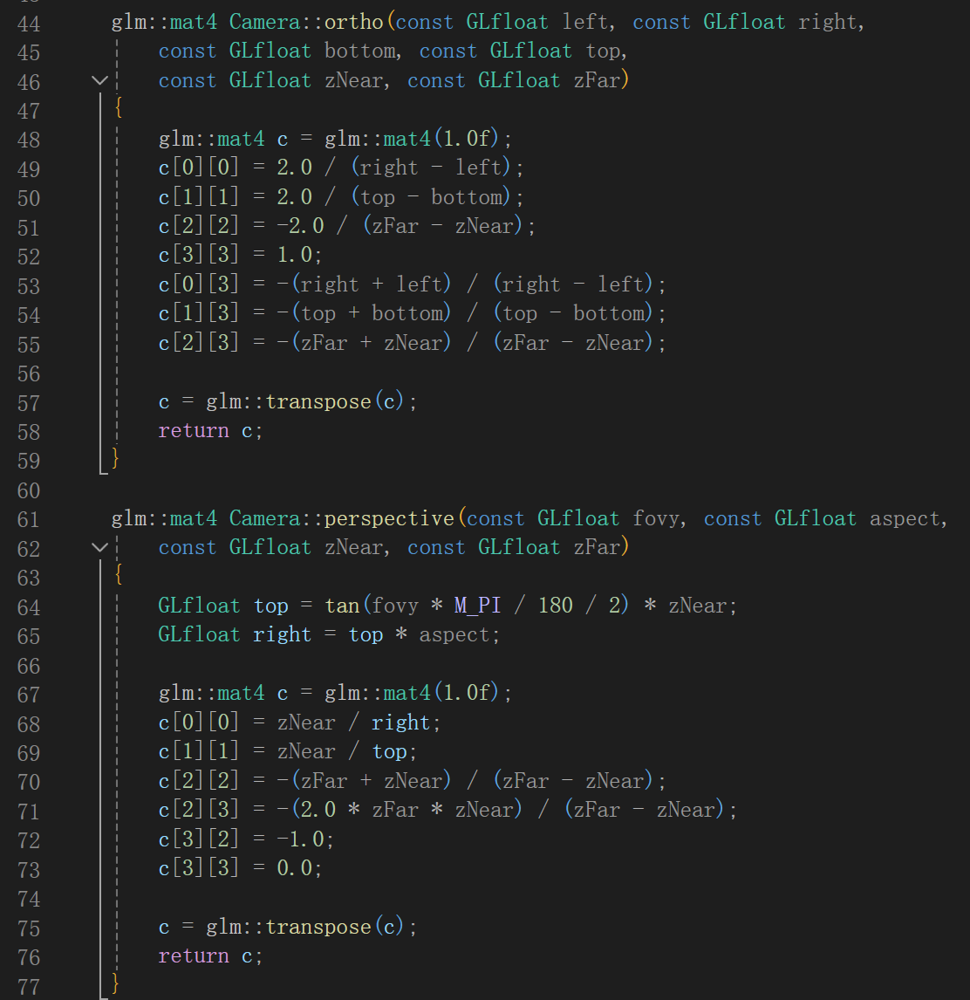 44 glm::mat4 Camera::ortho(const GLfloat left, const GLfloat right,
45 const GLfloat bottom, const GLfloat top,
46 const GLfloat zNear, const GLfloat zFar)
47 {
48 glm::mat4 c = glm::mat4(1.0f);
49 c[0][0] = 2.0 / (right - left);
50 c[1][1] = 2.0 / (top - bottom);
51 c[2][2] = -2.0 / (zFar - zNear);
52 c[3][3] = 1.0;
53 c[0][3] = -(right + left) / (right - left);
54 c[1][3] = -(top + bottom) / (top - bottom);
55 c[2][3] = -(zFar + zNear) / (zFar - zNear);
56
57 c = glm::transpose(c);
58 return c;
59 }
60
61 glm::mat4 Camera::perspective(const GLfloat fovy, const GLfloat aspect,
62 const GLfloat zNear, const GLfloat zFar)
63 {
64 GLfloat top = tan(fovy * M_PI / 180 / 2) * zNear;
65 GLfloat right = top * aspect;
66
67 glm::mat4 c = glm::mat4(1.0f);
68 c[0][0] = zNear / right;
69 c[1][1] = zNear / top;
70 c[2][2] = -(zFar + zNear) / (zFar - zNear);
71 c[2][3] = -(2.0 * zFar * zNear) / (zFar - zNear);
72 c[3][2] = -1.0;
73 c[3][3] = 0.0;
74
75 c = glm::transpose(c);
76 return c;
77 }